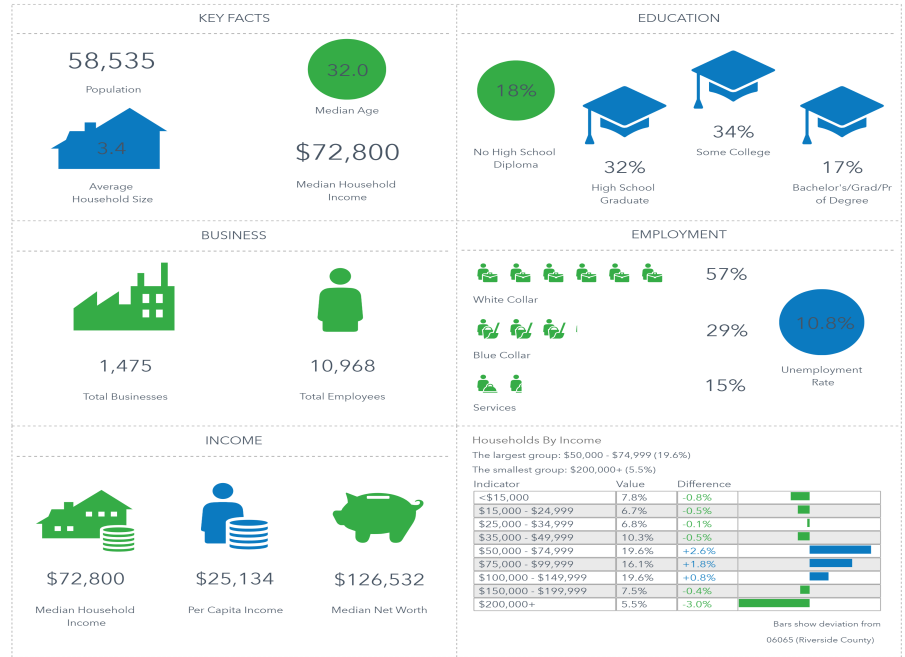 KEY FACTS
58,535
Population
32.0
Median Age
3.4
Average
Household Size
$72,800
Median Household
Income
EDUCATION
18%
No High School
Diploma
32%
High School
Graduate
34%
Some College
17%
Bachelor's/Grad/Pr
of Degree
BUSINESS
1,475
Total Businesses
10,968
Total Employees
EMPLOYMENT
57%
White Collar
29%
Blue Collar
15%
Services
10.8%
Unemployment
Rate
INCOME
$72,800
Median Household
Income
$25,134
Per Capita Income
$126,532
Median Net Worth
Households By Income
The largest group: $50,000 - $74,999 (19.6%)
The smallest group: $200,000+ (5.5%)
Indicator Value Difference
<$15,000 7.8% -0.8%
$15,000 - $24,999 6.7% -0.5%
$25,000 - $34,999 6.8% -0.1%
$35,000 - $49,999 10.3% -0.5%
$50,000 - $74,999 19.6% +2.6%
$75,000 - $99,999 16.1% +1.8%
$100,000 - $149,999 19.6% +0.8%
$150,000 - $199,999 7.5% -0.4%
$200,000+ 5.5% -3.0%
Bars show deviation from
06065 (Riverside County)